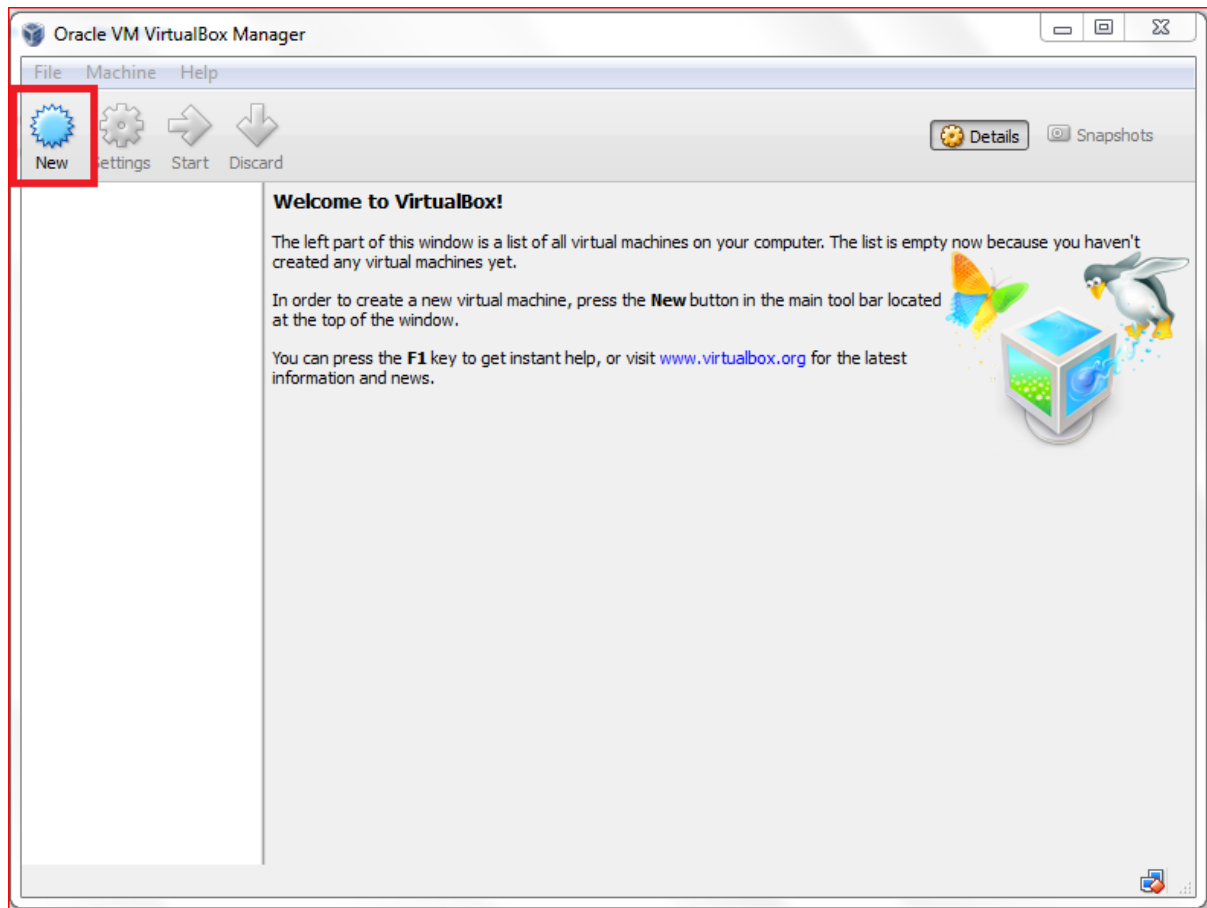 Oracle VM VirtualBox Manager
File Machine Help
New Settings Start Discard
Details Snapshots
Welcome to VirtualBox!
The left part of this window is a list of all virtual machines on your computer. The list is empty now because you haven't
created any virtual machines yet.
In order to create a new virtual machine, press the New button in the main tool bar located
at the top of the window.
You can press the F1 key to get instant help, or visit www.virtualbox.org for the latest
information and news.